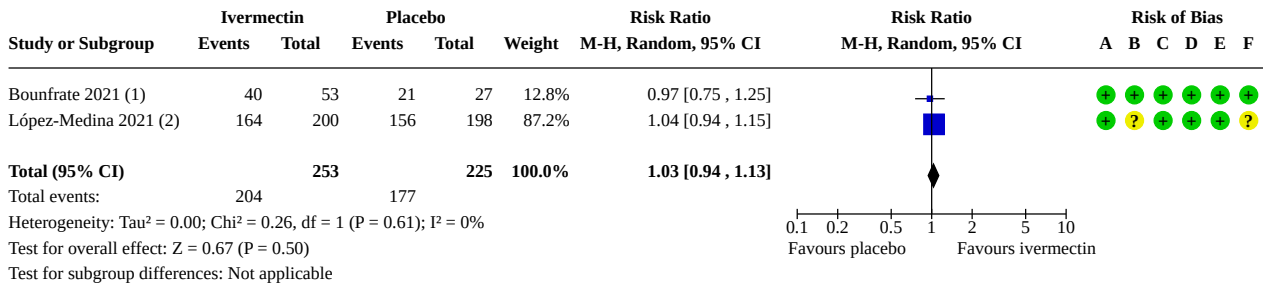 Ivermectin Placebo Risk Ratio Risk Ratio Risk of Bias
Study or Subgroup Events Total Events Total Weight M-H, Random, 95% CI M-H, Random, 95% CI A B C D E F
Bounfrate 2021 (1) 40 53 21 27 12.8% 0.97 [0.75 , 1.25] + + + + + +
López-Medina 2021 (2) 164 200 156 198 87.2% 1.04 [0.94 , 1.15] + ? + + + ?
Total (95% CI) 253 225 100.0% 1.03 [0.94 , 1.13]
Total events: 204 177
Heterogeneity: Tau² = 0.00; Chi² = 0.26, df = 1 (P = 0.61); I² = 0%
0.1 0.2 0.5 1 2 5 10
Test for overall effect: Z = 0.67 (P = 0.50) Favours placebo Favours ivermectin
Test for subgroup differences: Not applicable